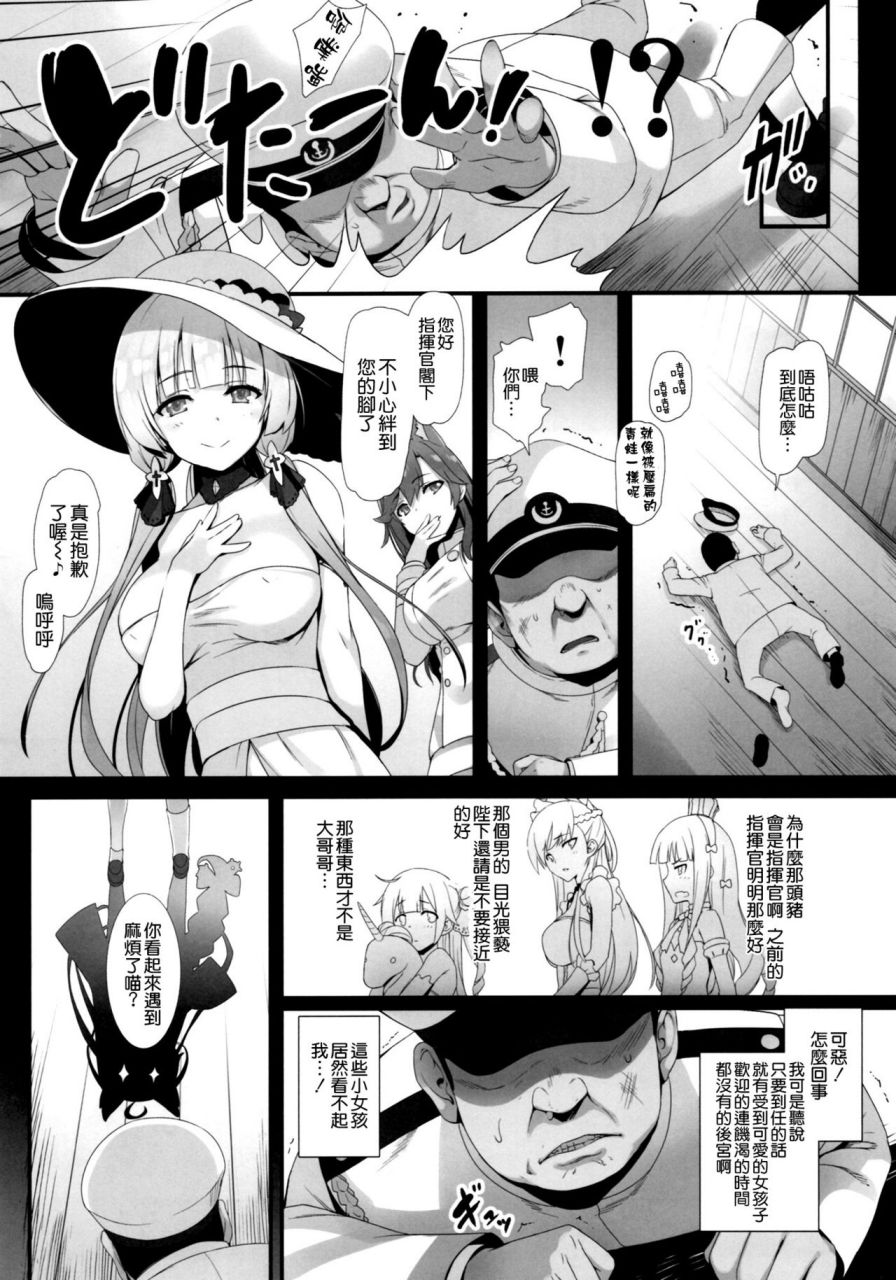 ガッ
!?
どたーん!
唔咕咕
到底怎麼
…
嘻嘻
嘻嘻
就像被壓扁的
青蛙一樣呢
ググ
!
喂
你們…
您好
指揮官閣下
不小心絆到
您的腳了
真是抱歉
了喔~♪
嗚呼呼
為什麼那頭豬
會是指揮官啊 之前的
指揮官明明那麼好
那個男的 目光猥褻
陛下還請是不要接近
的好
那種東西才不是
大哥哥…
可惡!
怎麼回事
我可是聽說
只要到任的話
就有受到可愛的女孩子
歡迎的連饑渴的時間
都沒有的後宮啊
這些小女孩
居然看不起
我…!
ギュッ
你看起來遇到
麻煩了喵?